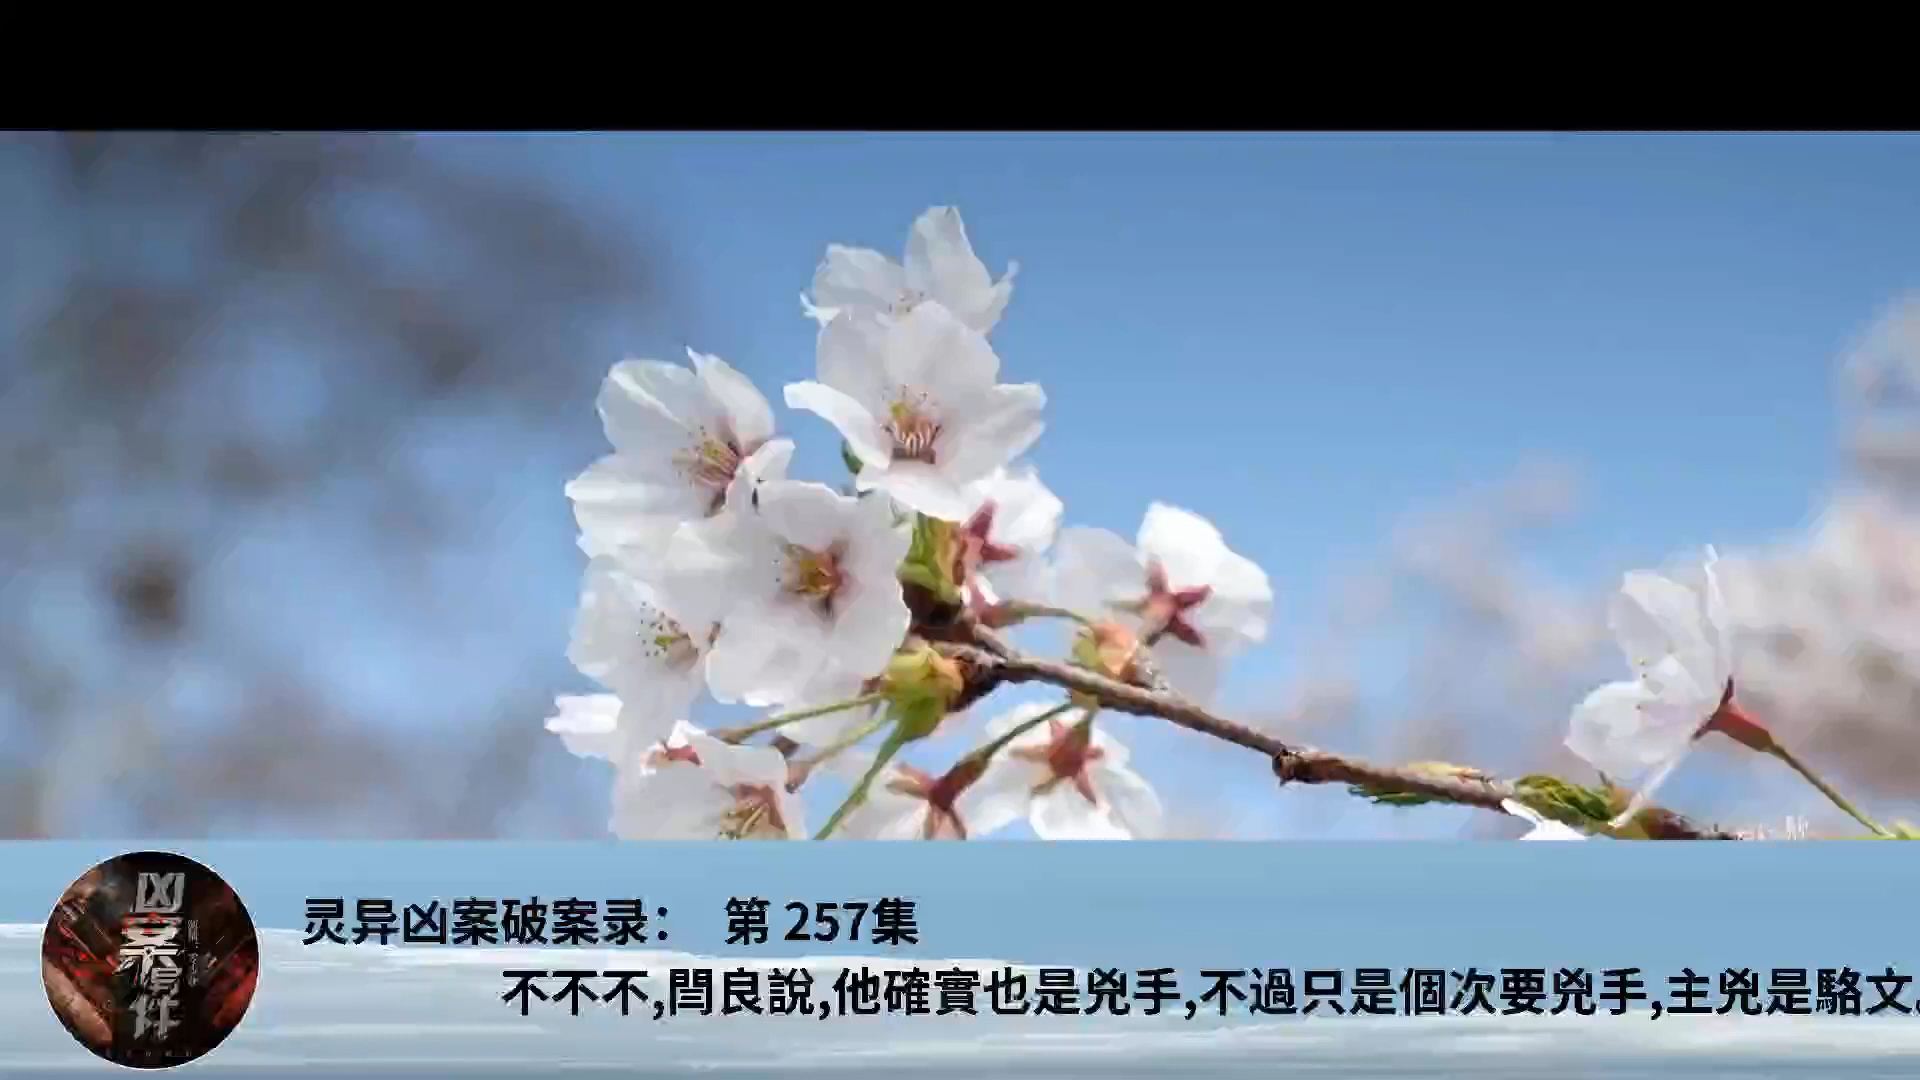 凶
案
灵异凶案破案录： 第 257集
不不不,閆良說,他確實也是兇手,不過只是個次要兇手,主兇是駱文